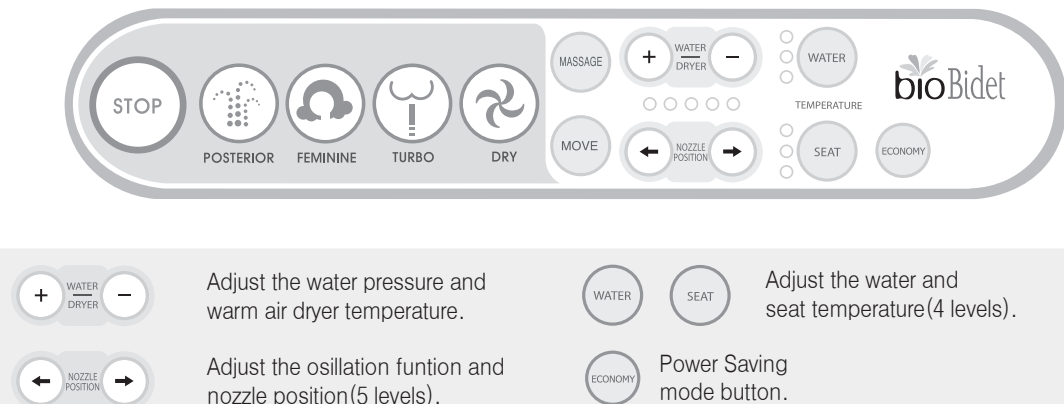 STOP
POSTERIOR
FEMININE
TURBO
DRY
MASSAGE
MOVE
+
WATER
DRYER
−
←
NOZZLE
POSITION
→
WATER
TEMPERATURE
SEAT
ECONOMY
bioBidet
+
WATER
DRYER
−
Adjust the water pressure and
warm air dryer temperature.
←
NOZZLE
POSITION
→
Adjust the osillation funtion and
nozzle position(5 levels).
WATER
SEAT
Adjust the water and
seat temperature(4 levels).
ECONOMY
Power Saving
mode button.